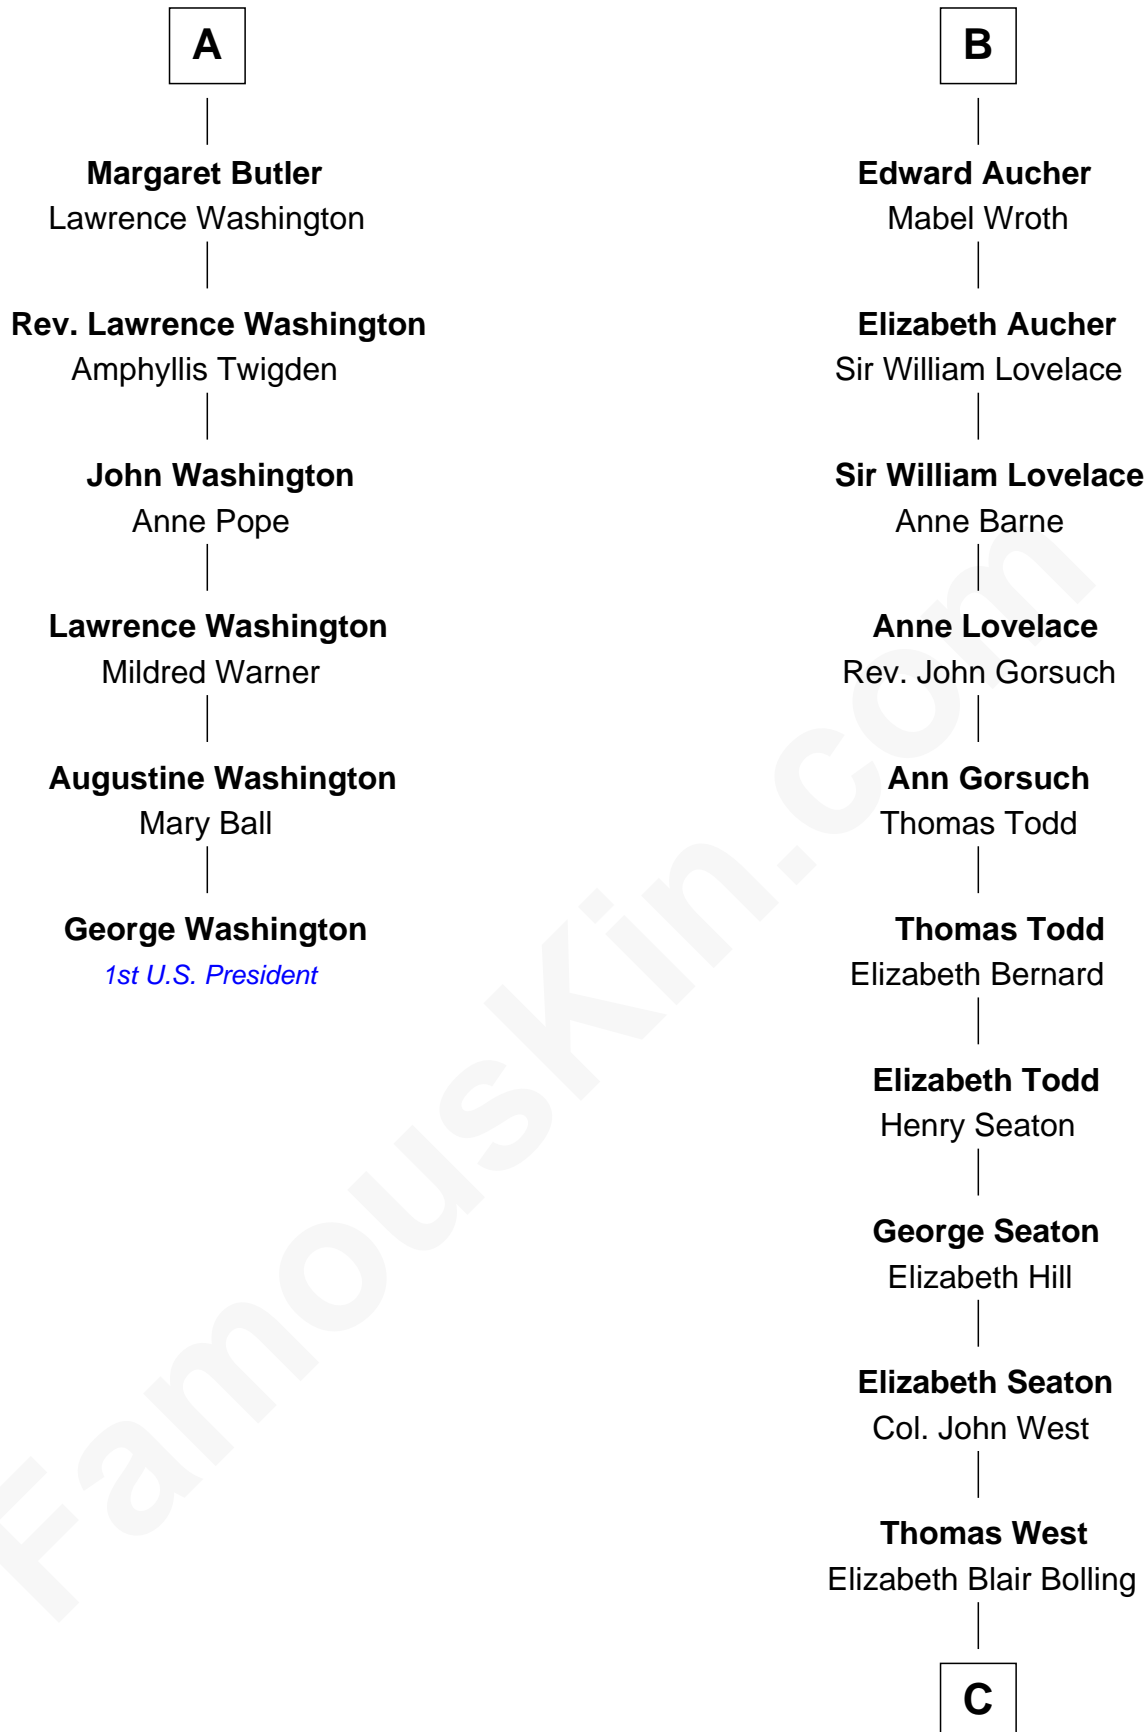 A
Margaret Butler
Lawrence Washington
Rev. Lawrence Washington
Amphyllis Twigden
John Washington
Anne Pope
Lawrence Washington
Mildred Warner
Augustine Washington
Mary Ball
George Washington
1st U.S. President
B
Edward Aucher
Mabel Wroth
Elizabeth Aucher
Sir William Lovelace
Sir William Lovelace
Anne Barne
Anne Lovelace
Rev. John Gorsuch
Ann Gorsuch
Thomas Todd
Thomas Todd
Elizabeth Bernard
Elizabeth Todd
Henry Seaton
George Seaton
Elizabeth Hill
Elizabeth Seaton
Col. John West
Thomas West
Elizabeth Blair Bolling
C
FamousKin.com